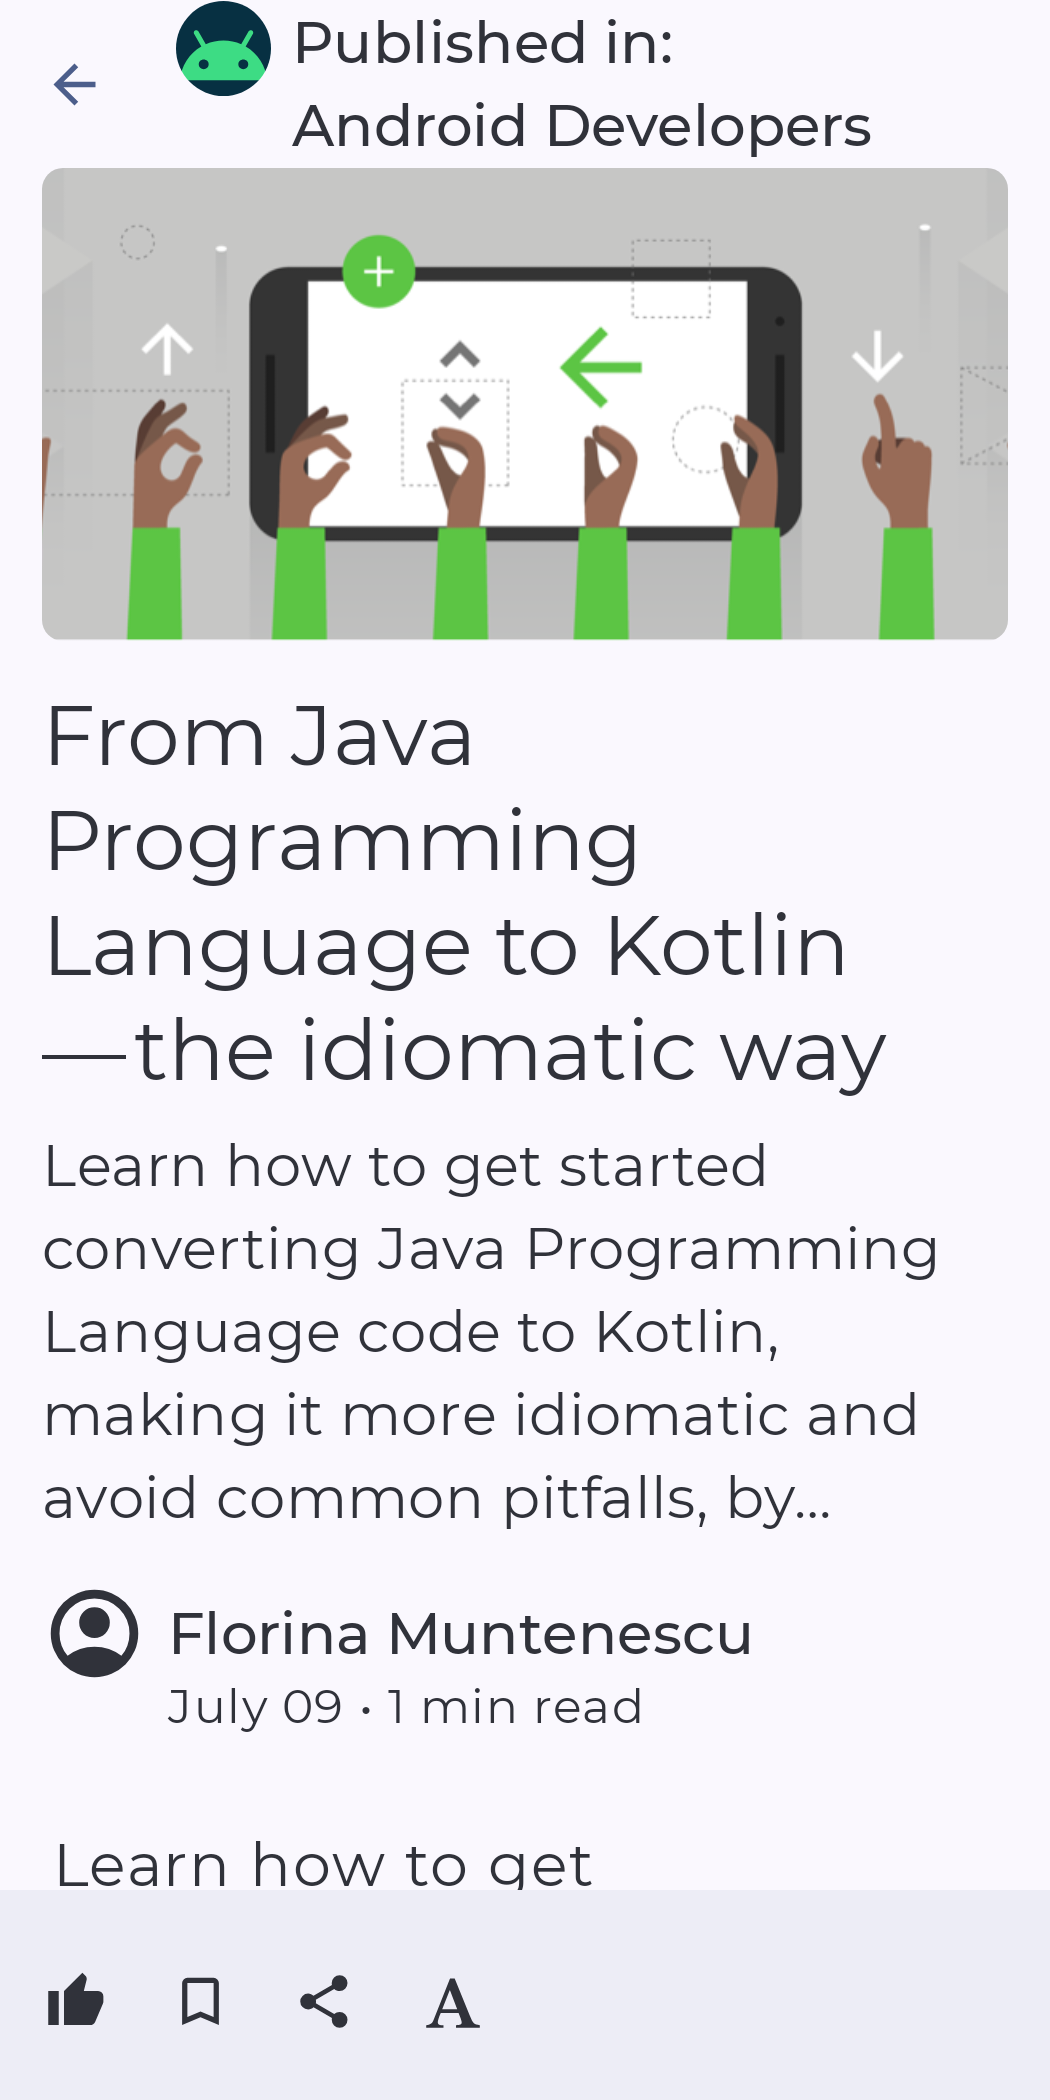 Published in:
Android Developers
From Java
Programming
Language to Kotlin
—the idiomatic way
Learn how to get started
converting Java Programming
Language code to Kotlin,
making it more idiomatic and
avoid common pitfalls, by...
Florina Muntenescu
July 09 • 1 min read
Learn how to get
A